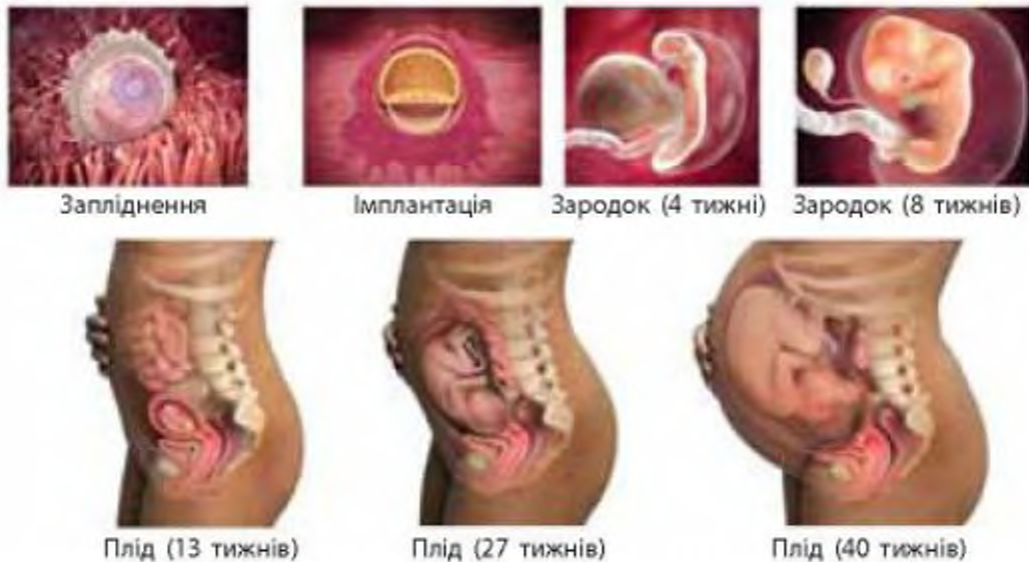 Запліднення
Імплантація
Зародок (4 тижні)
Зародок (8 тижнів)
Плід (13 тижнів)
Плід (27 тижнів)
Плід (40 тижнів)